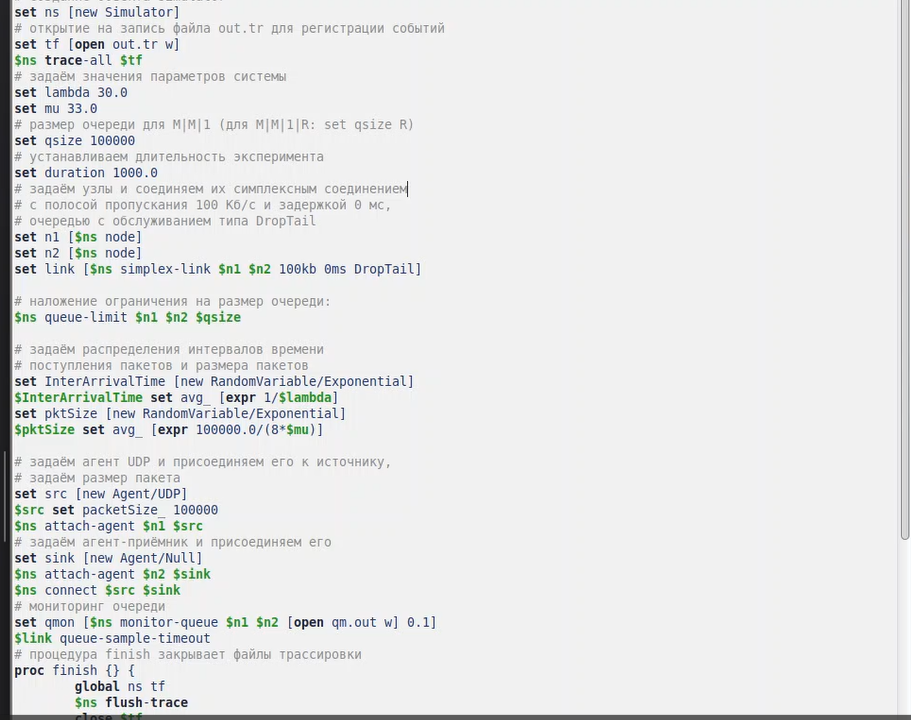 set ns [new Simulator]
# открытие на запись файла out.tr для регистрации событий
set tf [open out.tr w]
$ns trace-all $tf
# задаём значения параметров системы
set lambda 30.0
set mu 33.0
# размер очереди для M|M|1 (для M|M|1|R: set qsize R)
set qsize 100000
# устанавливаем длительность эксперимента
set duration 1000.0
# задаём узлы и соединяем их симплексным соединением
# с полосой пропускания 100 Кб/с и задержкой 0 мс,
# очередью с обслуживанием типа DropTail
set n1 [$ns node]
set n2 [$ns node]
set link [$ns simplex-link $n1 $n2 100kb 0ms DropTail]
# наложение ограничения на размер очереди:
$ns queue-limit $n1 $n2 $qsize
# задаём распределения интервалов времени
# поступления пакетов и размера пакетов
set InterArrivalTime [new RandomVariable/Exponential]
$InterArrivalTime set avg_ [expr 1/$lambda]
set pktSize [new RandomVariable/Exponential]
$pktSize set avg_ [expr 100000.0/(8*$mu)]
# задаём агент UDP и присоединяем его к источнику,
# задаём размер пакета
set src [new Agent/UDP]
$src set packetSize_ 100000
$ns attach-agent $n1 $src
# задаём агент-приёмник и присоединяем его
set sink [new Agent/Null]
$ns attach-agent $n2 $sink
$ns connect $src $sink
# мониторинг очереди
set qmon [$ns monitor-queue $n1 $n2 [open qm.out w] 0.1]
$link queue-sample-timeout
# процедура finish закрывает файлы трассировки
proc finish {} {
global ns tf
$ns flush-trace
close $tf